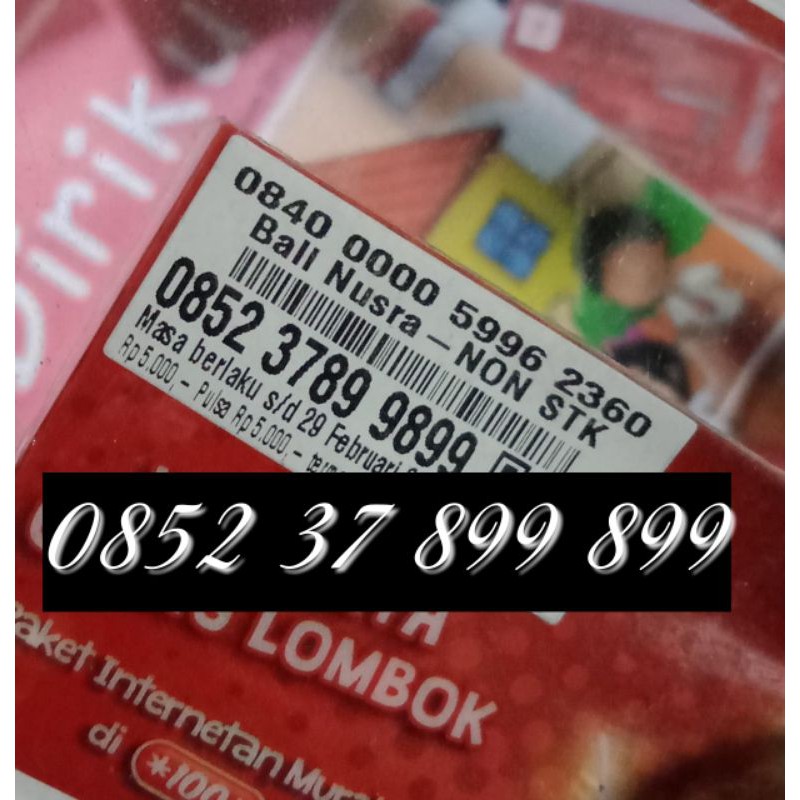 Dirik
0840 0000 5996 2360
Bali Nusra – NON STK
0852 3789 9899
Masa berlaku s/d 29 Februari
Rp 5.000,- Pulsa Rp 5.000,-
0852 37 899 899
LOMBOK
Paket Internetan
di *100